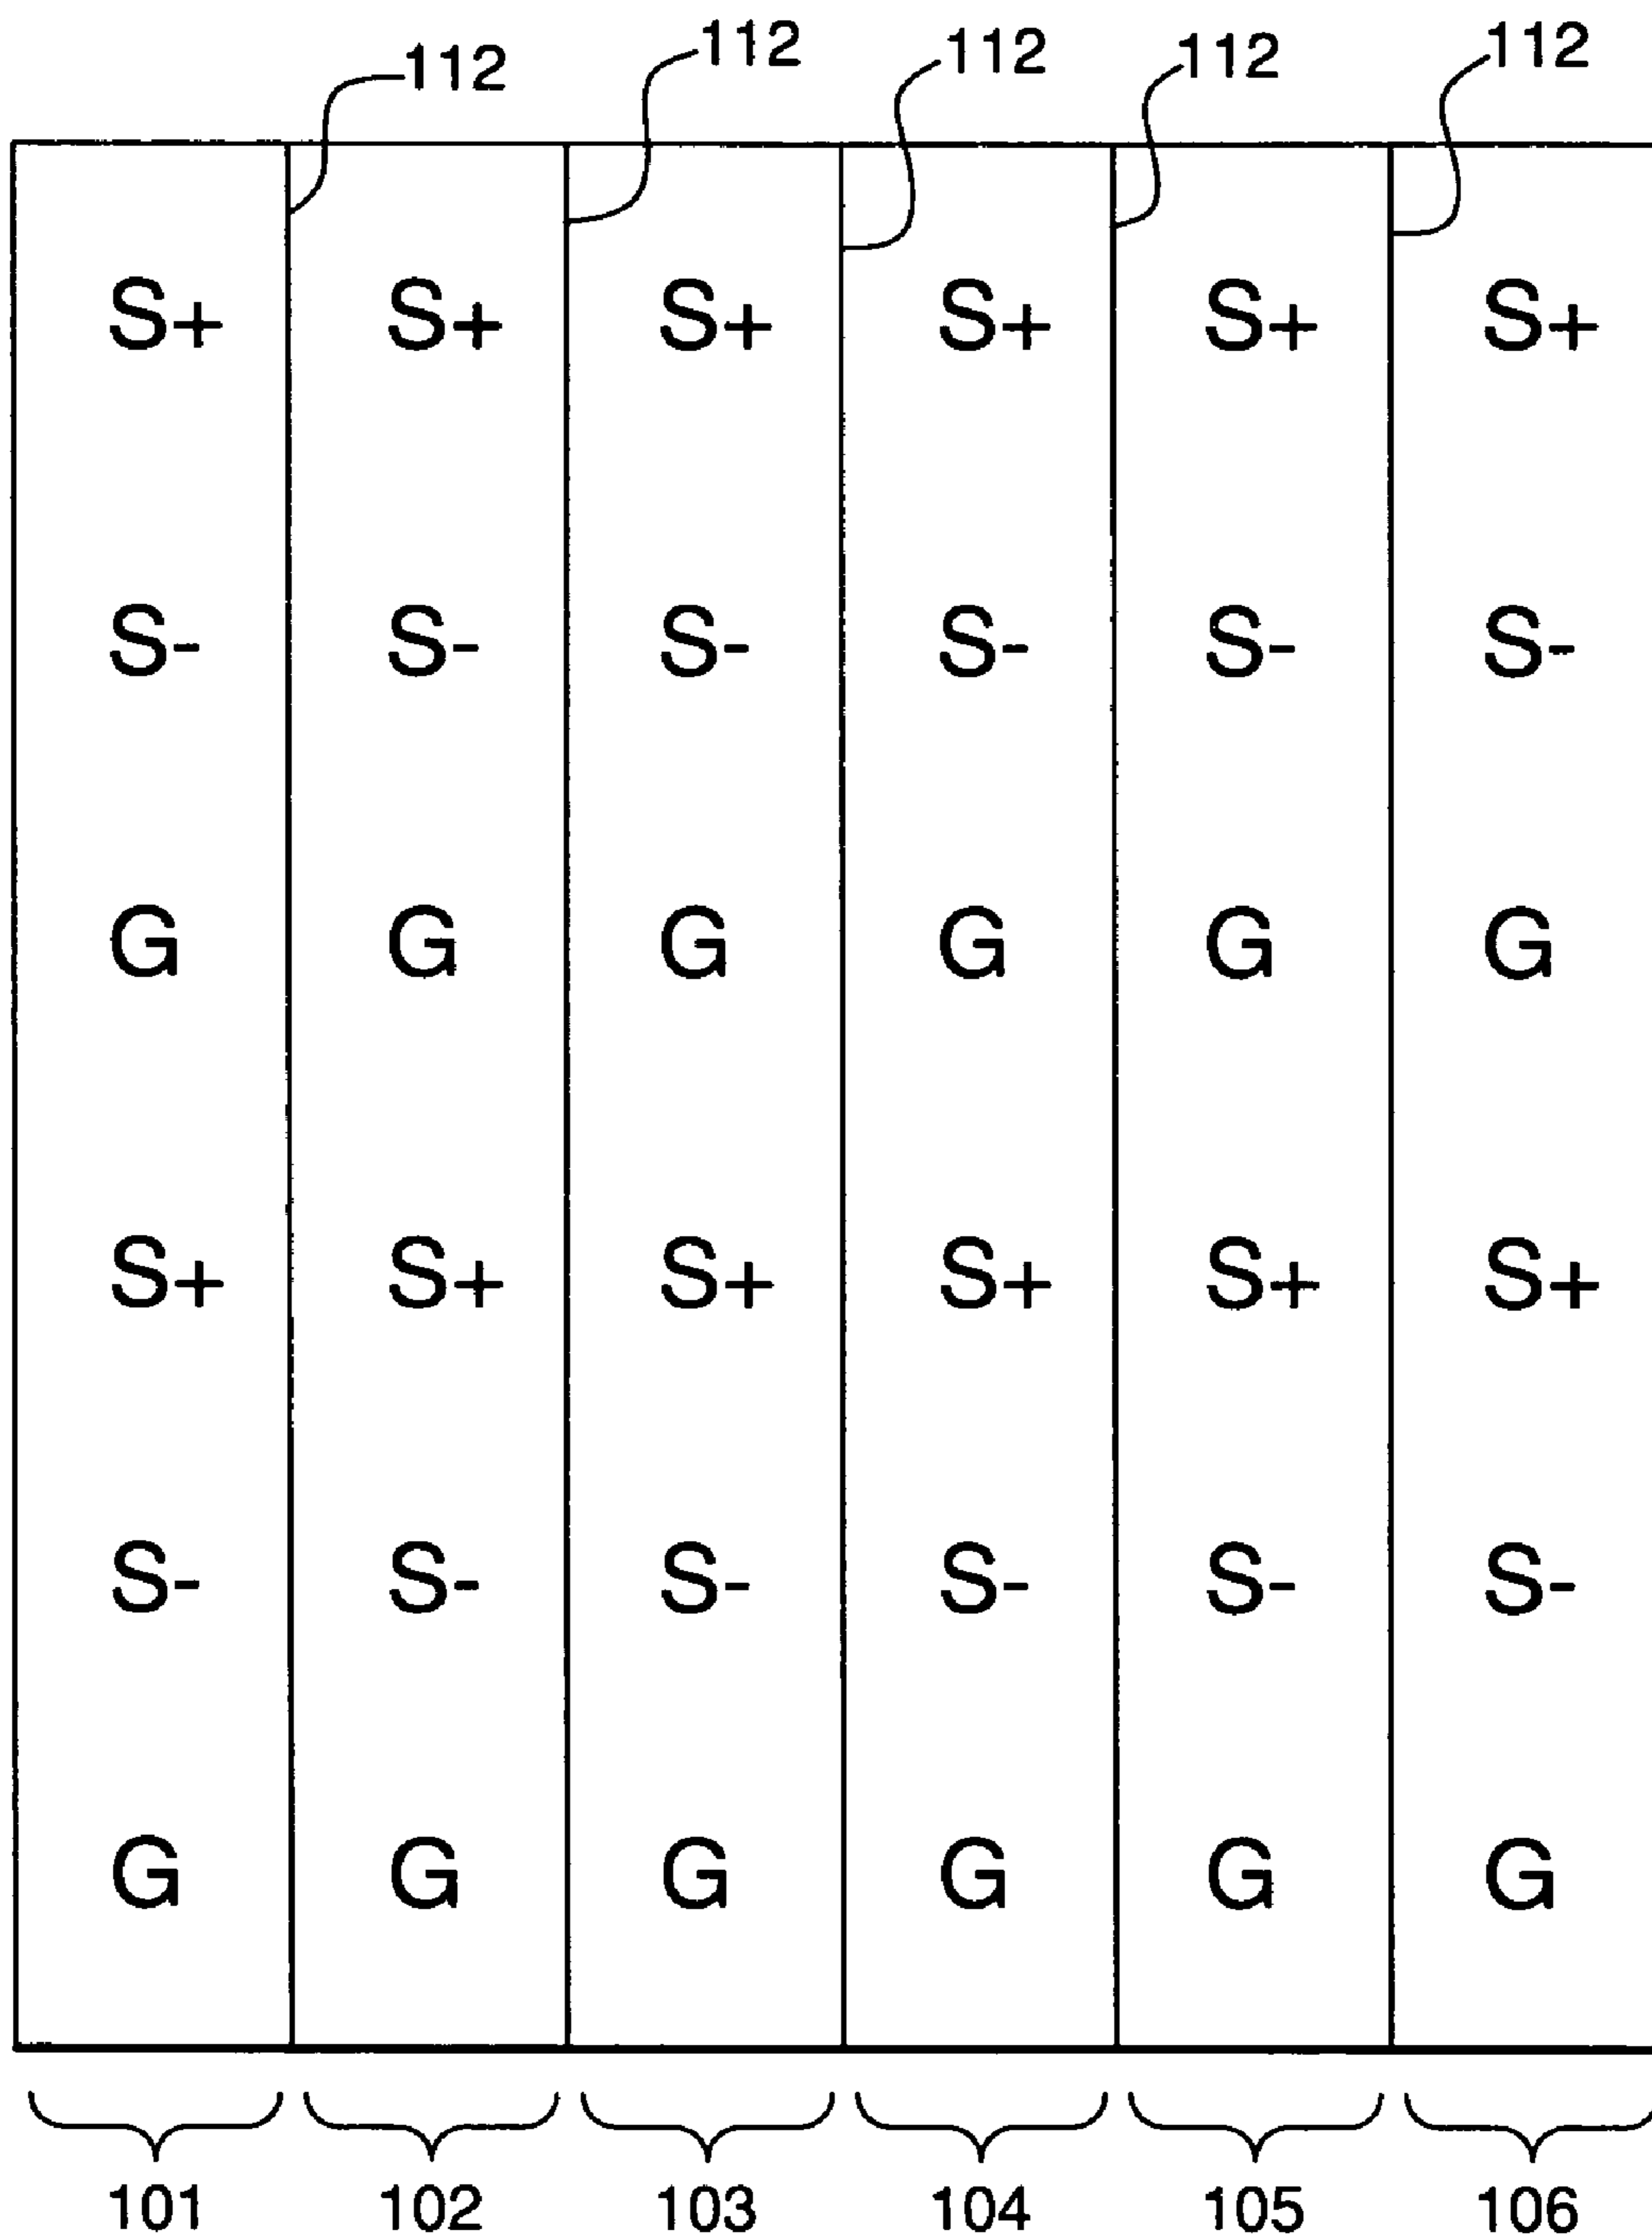 112 112 112 112 112
S+ S+ S+ S+ S+ S+
S- S- S- S- S- S-
G G G G G G
S+ S+ S+ S+ S+ S+
S- S- S- S- S- S-
G G G G G G
101 102 103 104 105 106